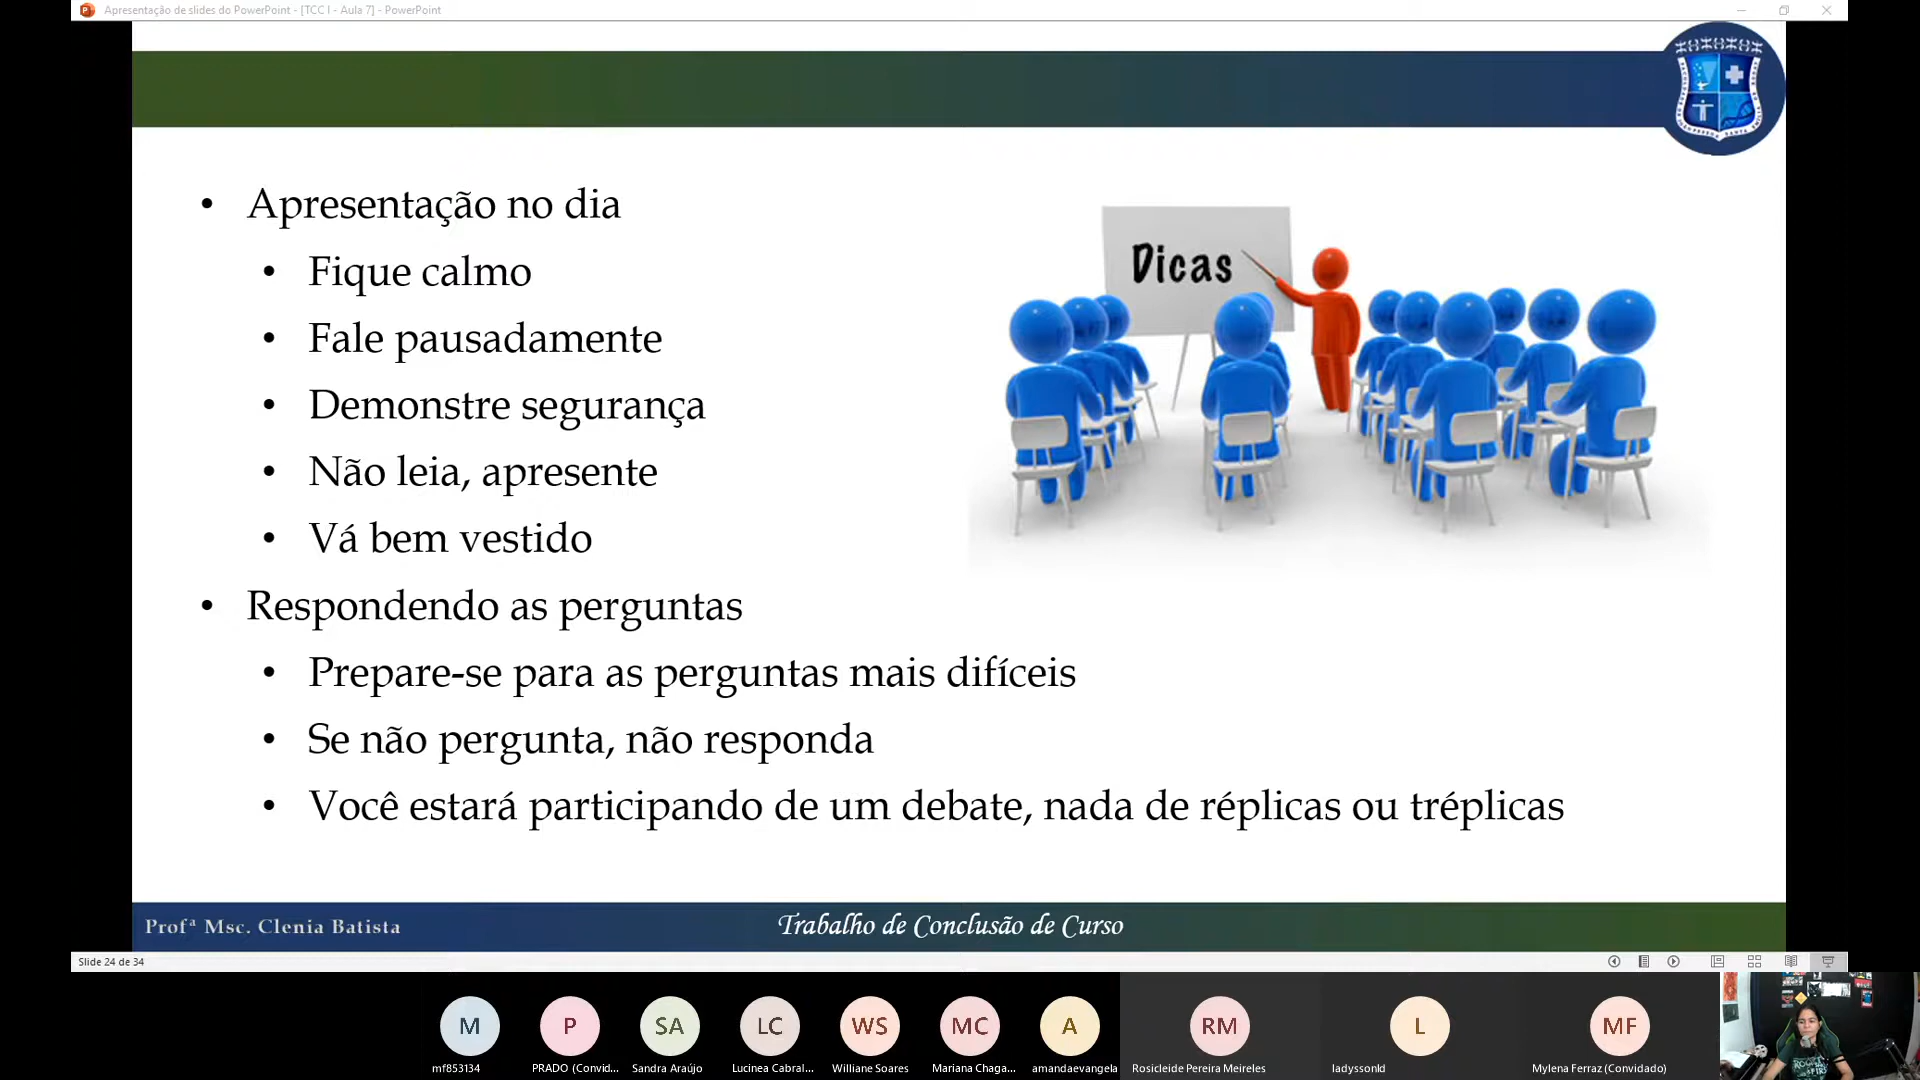 Apresentação de slides do PowerPoint - [TCC I - Aula 7] - PowerPoint
• Apresentação no dia
• Fique calmo
• Fale pausadamente
• Demonstre segurança
• Não leia, apresente
• Vá bem vestido
Dicas
• Respondendo as perguntas
• Prepare-se para as perguntas mais difíceis
• Se não pergunta, não responda
• Você estará participando de um debate, nada de réplicas ou tréplicas
Profª Msc. Clenia Batista
Trabalho de Conclusão de Curso
Slide 24 de 34
M
P
SA
LC
WS
MC
A
RM
L
MF
mf853134
PRADO (Convid...
Sandra Araújo
Lucinea Cabral...
Williane Soares
Mariana Chaga...
amandaevangela
Rosicleide Pereira Meireles
ladyssonld
Mylena Ferraz (Convidado)